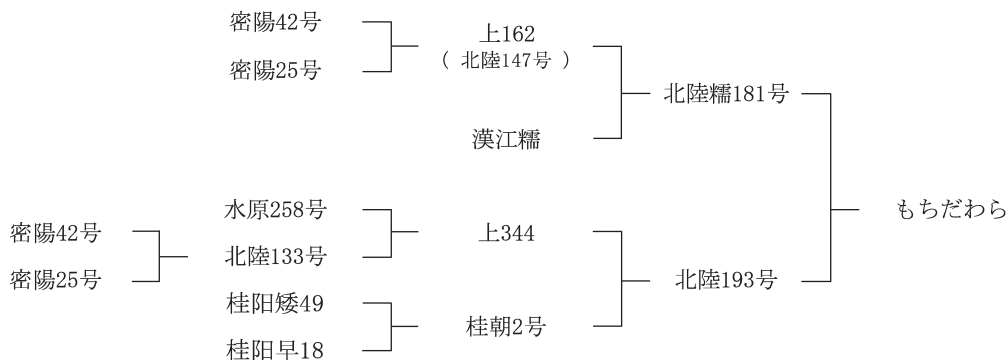 密陽42号
密陽25号
上162
( 北陸147号 )
漢江糯
北陸糯181号
水原258号
北陸133号
密陽42号
密陽25号
上344
桂阳矮49
桂阳早18
桂朝2号
北陸193号
もちだわら